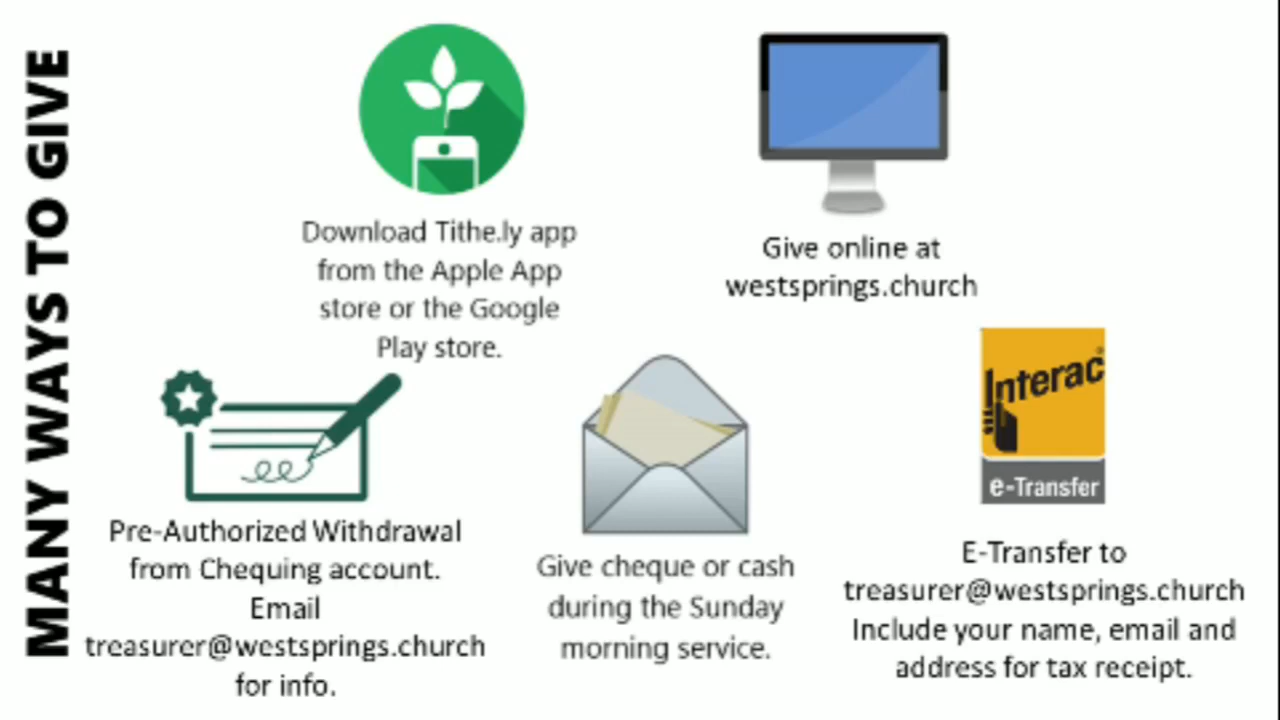 MANY WAYS TO GIVE
Download Tithe.ly app
from the Apple App
store or the Google
Play store.
Give online at
westsprings.church
Pre-Authorized Withdrawal
from Chequing account.
Email
treasurer@westsprings.church
for info.
Give cheque or cash
during the Sunday
morning service.
Interac®
e-Transfer
E-Transfer to
treasurer@westsprings.church
Include your name, email and
address for tax receipt.